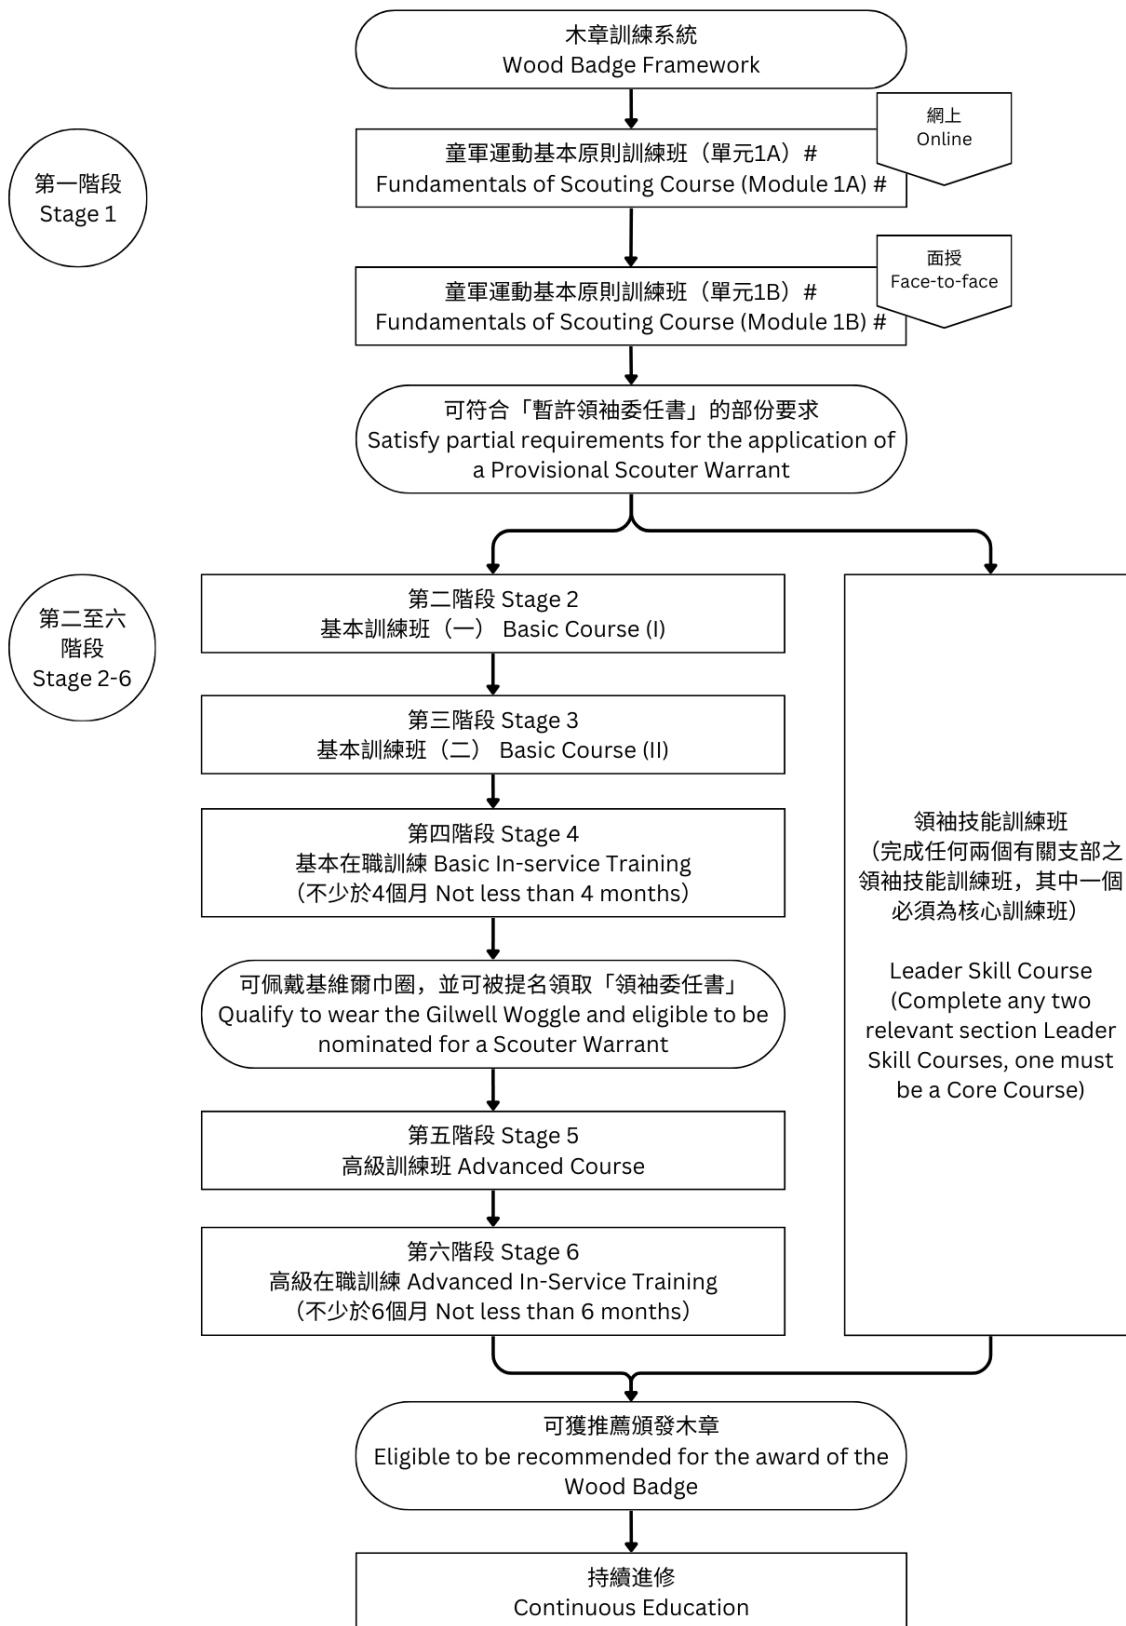 木章訓練系統
Wood Badge Framework
網上
Online
童軍運動基本原則訓練班（單元1A）#
Fundamentals of Scouting Course (Module 1A) #
第一階段
Stage 1
面授
Face-to-face
童軍運動基本原則訓練班（單元1B）#
Fundamentals of Scouting Course (Module 1B) #
可符合「暫許領袖委任書」的部份要求
Satisfy partial requirements for the application of
a Provisional Scouter Warrant
第二至六
階段
Stage 2-6
第二階段 Stage 2
基本訓練班（一） Basic Course (I)
第三階段 Stage 3
基本訓練班（二） Basic Course (II)
第四階段 Stage 4
基本在職訓練 Basic In-service Training
（不少於4個月 Not less than 4 months）
可佩戴基維爾巾圈，並可被提名領取「領袖委任書」
Qualify to wear the Gilwell Woggle and eligible to be
nominated for a Scouter Warrant
第五階段 Stage 5
高級訓練班 Advanced Course
第六階段 Stage 6
高級在職訓練 Advanced In-Service Training
（不少於6個月 Not less than 6 months）
領袖技能訓練班
（完成任何兩個有關支部之
領袖技能訓練班，其中一個
必須為核心訓練班）
Leader Skill Course
(Complete any two
relevant section Leader
Skill Courses, one must
be a Core Course)
可獲推薦頒發木章
Eligible to be recommended for the award of the
Wood Badge
持續進修
Continuous Education